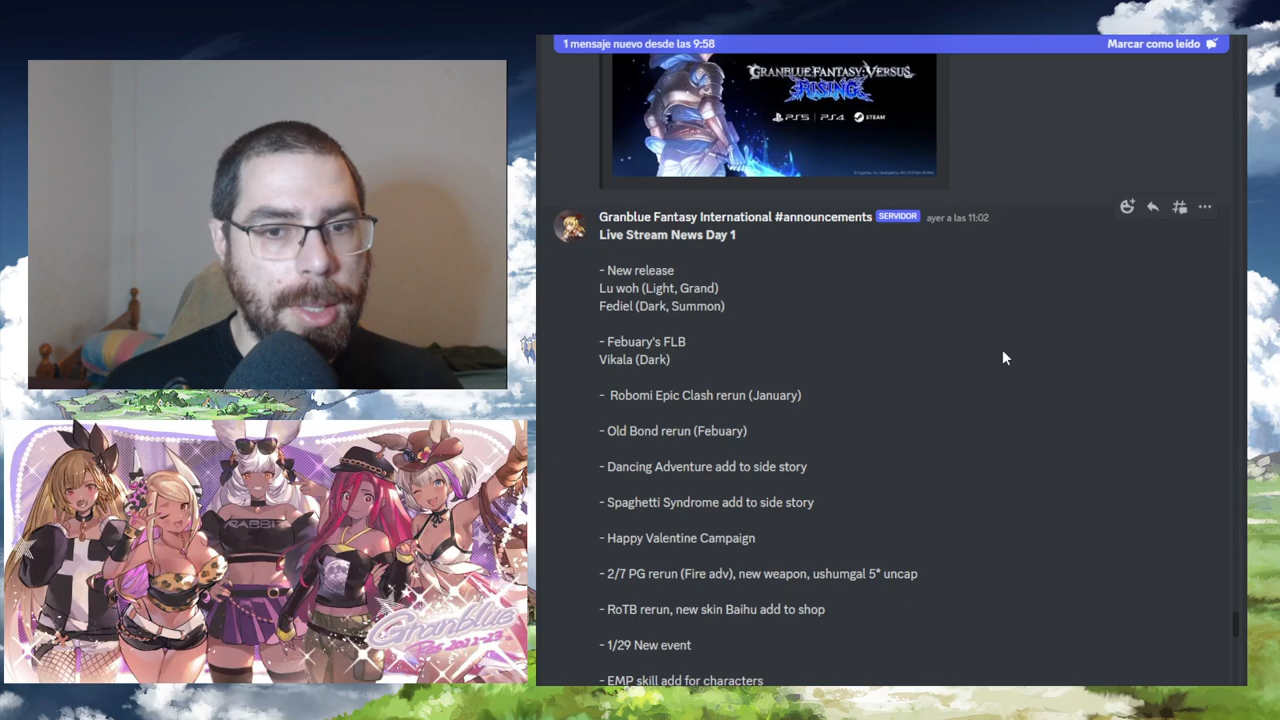 1 mensaje nuevo desde las 9:58
Marcar como leído
GRANBLUE FANTASY: VERSUS
RISING
PS5 | PS4 STEAM
Granblue Fantasy International #announcements SERVIDOR ayer a las 11:02
Live Stream News Day 1
- New release
Lu woh (Light, Grand)
Fediel (Dark, Summon)
- Febuary's FLB
Vikala (Dark)
- Robomi Epic Clash rerun (January)
- Old Bond rerun (Febuary)
- Dancing Adventure add to side story
- Spaghetti Syndrome add to side story
- Happy Valentine Campaign
- 2/7 PG rerun (Fire adv), new weapon, ushumgal 5* uncap
- RoTB rerun, new skin Baihu add to shop
- 1/29 New event
- EMP skill add for characters
RABBIT
Granblue
Fes 2022-23